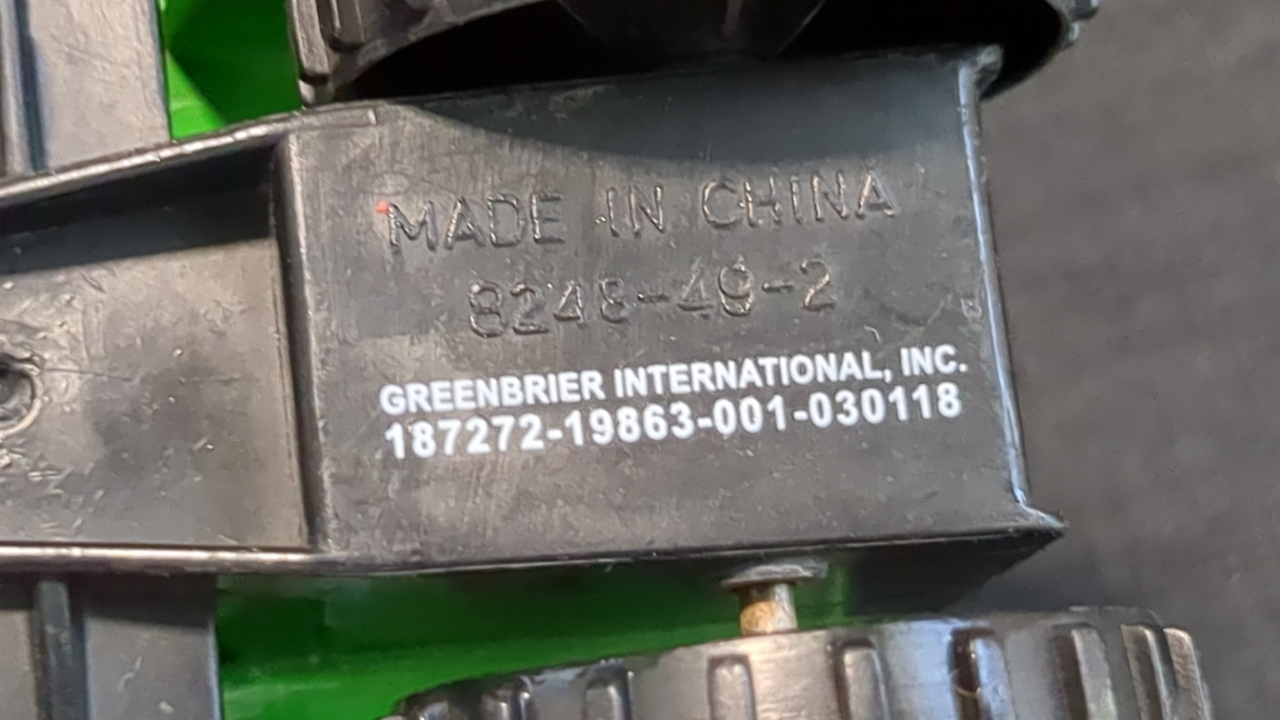 MADE IN CHINA
8248-49-2
GREENBRIER INTERNATIONAL, INC.
187272-19863-001-030118